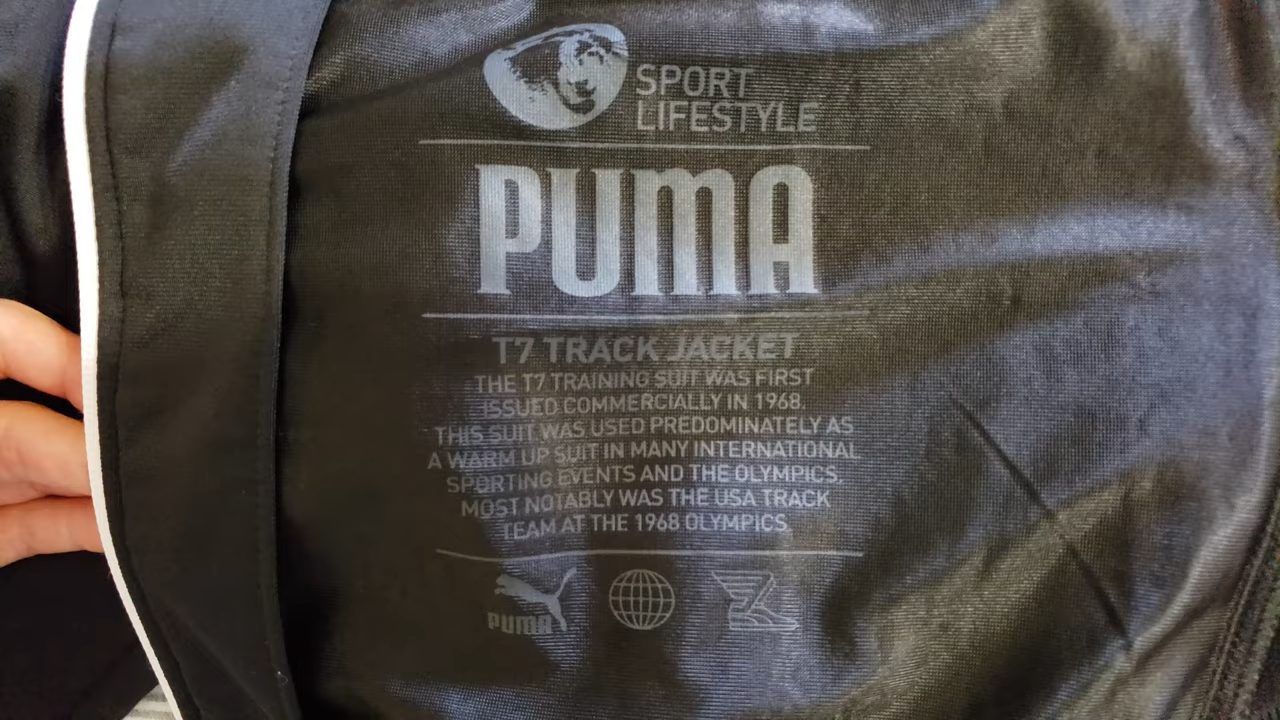 SPORT
LIFESTYLE
PUMA
T7 TRACK JACKET
THE T7 TRAINING SUIT WAS FIRST
ISSUED COMMERCIALLY IN 1968.
THIS SUIT WAS USED PREDOMINATELY AS
A WARM UP SUIT IN MANY INTERNATIONAL
SPORTING EVENTS AND THE OLYMPICS,
MOST NOTABLY WAS THE USA TRACK
TEAM AT THE 1968 OLYMPICS
PUMA